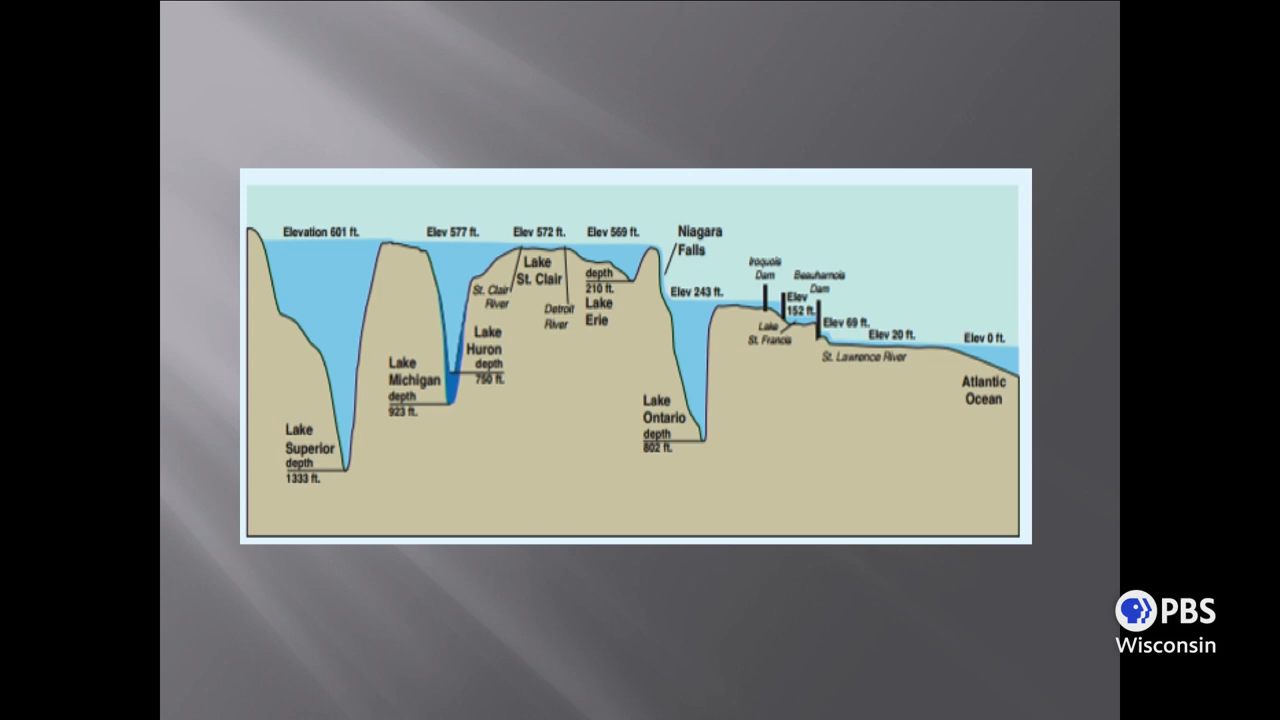 Elevation 601 ft.
Elev 577 ft.
Elev 572 ft.
Elev 569 ft.
Niagara
Falls
Lake
St. Clair
St. Clair
River
Detroit
River
depth
210 ft.
Lake
Erie
Elev 243 ft.
Iroquois
Dam
Beauharnois
Dam
Elev
152 ft.
Lake
St. Francis
Elev 69 ft.
Elev 20 ft.
Elev 0 ft.
St. Lawrence River
Atlantic
Ocean
Lake
Huron
depth
750 ft.
Lake
Michigan
depth
923 ft.
Lake
Ontario
depth
802 ft.
Lake
Superior
depth
1333 ft.
PBS
Wisconsin